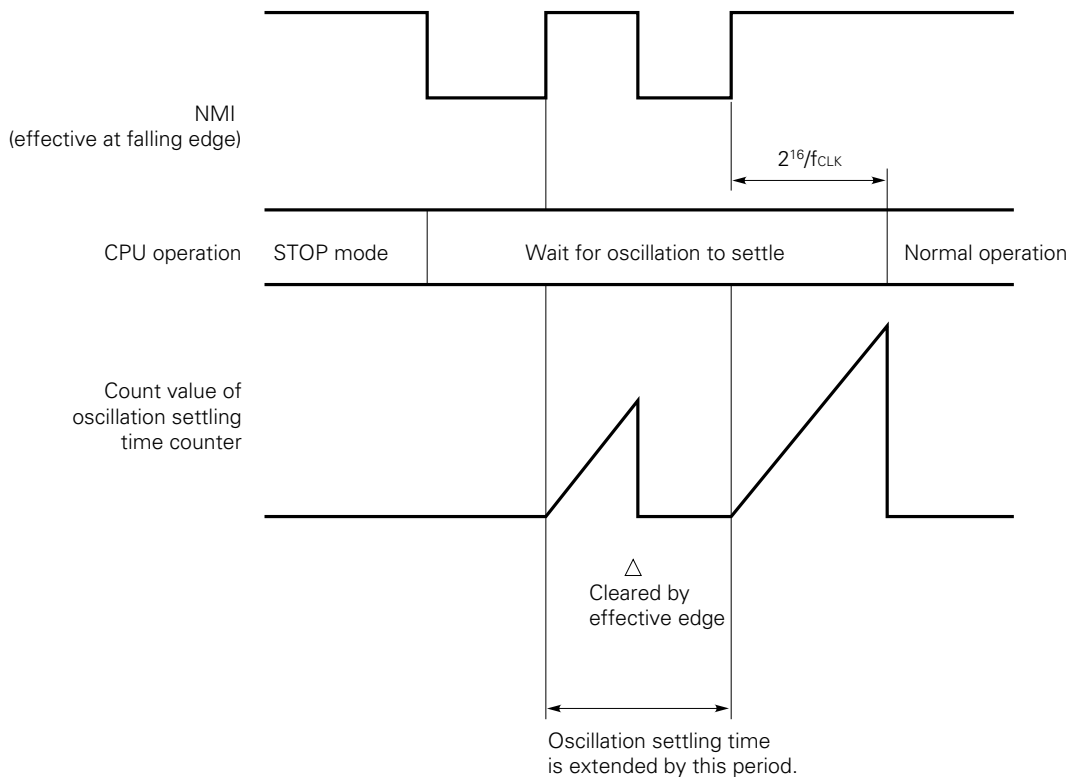 NMI
(effective at falling edge)
2¹⁶/fCLK
CPU operation
STOP mode
Wait for oscillation to settle
Normal operation
Count value of
oscillation settling
time counter
Cleared by
effective edge
Oscillation settling time
is extended by this period.